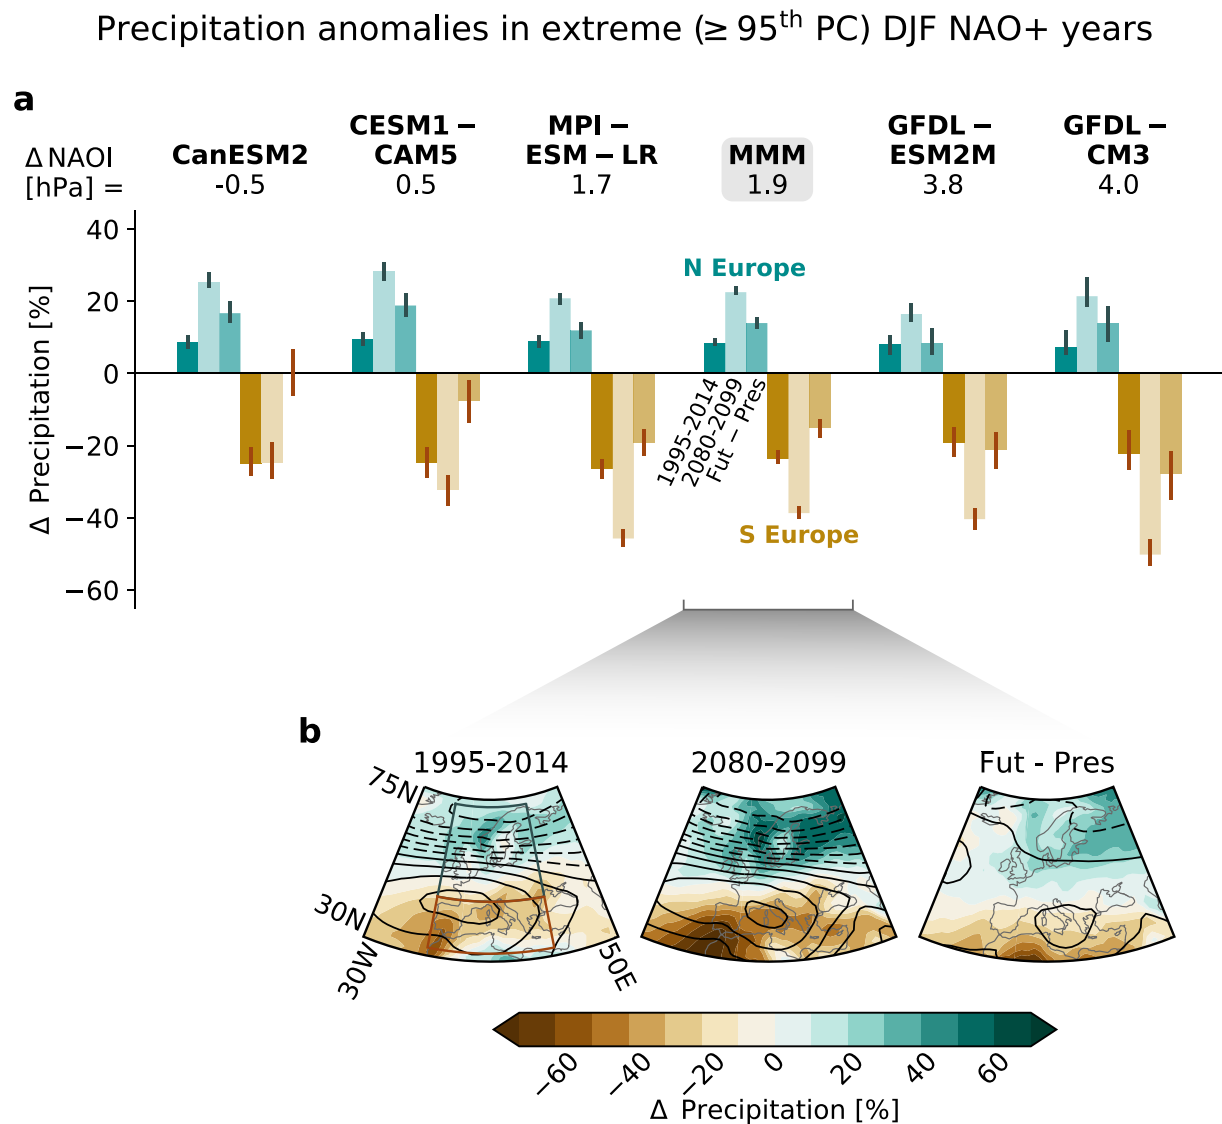 Precipitation anomalies in extreme (≥ 95th PC) DJF NAO+ years
a
Δ NAOI
[hPa] =
CanESM2
-0.5
CESM1 –
CAM5
0.5
MPI –
ESM – LR
1.7
MMM
1.9
GFDL –
ESM2M
3.8
GFDL –
CM3
4.0
Δ Precipitation [%]
40
20
0
−20
−40
−60
N Europe
1995-2014
2080-2099
Fut − Pres
S Europe
b
1995-2014
2080-2099
Fut - Pres
75N
30N
30W
50E
−60
−40
−20
0
20
40
60
Δ Precipitation [%]